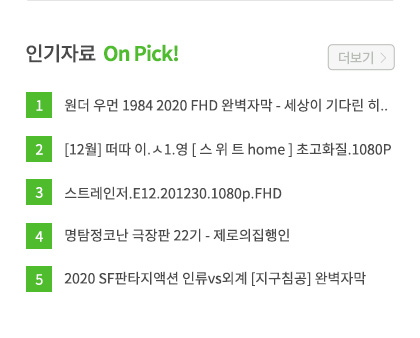 인기자료 On Pick!
더보기
1 원더 우먼 1984 2020 FHD 완벽자막 - 세상이 기다린 히..
2 [12월] 떠따 이.ㅅ1.영 [ 스 위 트 home ] 초고화질.1080P
3 스트레인저.E12.201230.1080p.FHD
4 명탐정코난 극장판 22기 - 제로의집행인
5 2020 SF판타지액션 인류vs외계 [지구침공] 완벽자막